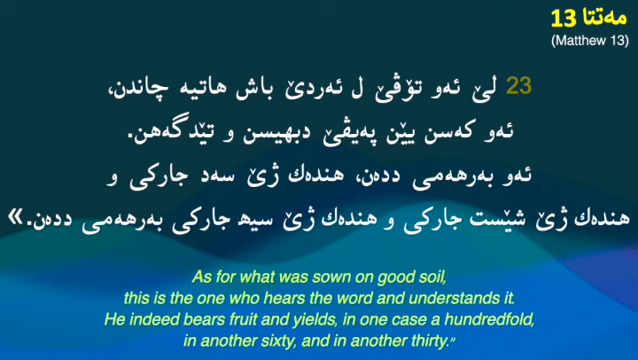 مەتتا 13
(Matthew 13)
23 لێ ئەو تۆڤێ ل ئەردێ باش هاتیە چاندن،
ئەو کەسن یێن پەیڤێ دبهیسن و تێدگەهن.
ئەو بەرهەمی ددەن، هندەك ژێ سەد جارکی و
هندەك ژێ شێست جارکی و هندەك ژێ سیھ جارکی بەرهەمی ددەن.»
As for what was sown on good soil,
this is the one who hears the word and understands it.
He indeed bears fruit and yields, in one case a hundredfold,
in another sixty, and in another thirty.”